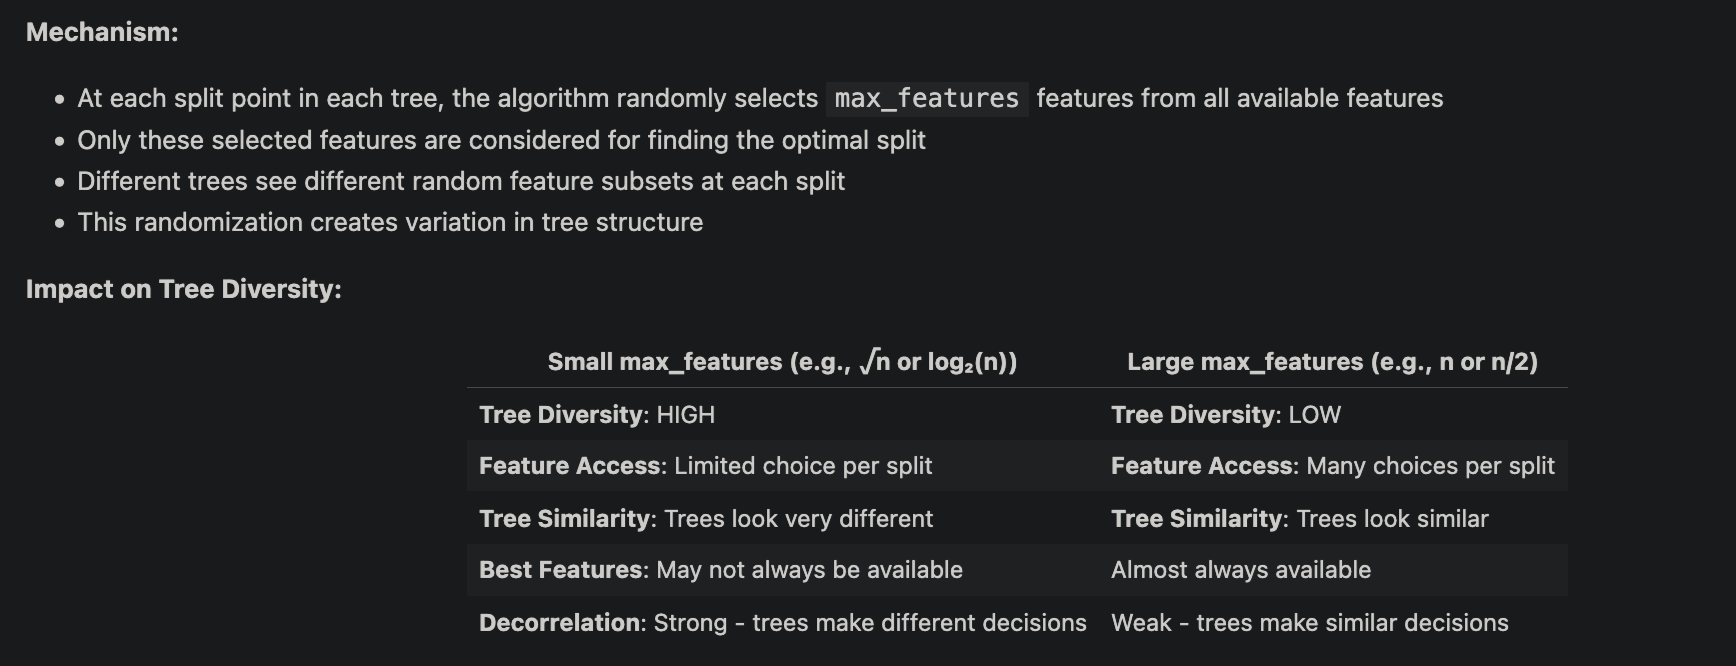 Mechanism:
• At each split point in each tree, the algorithm randomly selects max_features features from all available features
• Only these selected features are considered for finding the optimal split
• Different trees see different random feature subsets at each split
• This randomization creates variation in tree structure
Impact on Tree Diversity:
Small max_features (e.g., √n or log₂(n)) Large max_features (e.g., n or n/2)
Tree Diversity: HIGH Tree Diversity: LOW
Feature Access: Limited choice per split Feature Access: Many choices per split
Tree Similarity: Trees look very different Tree Similarity: Trees look similar
Best Features: May not always be available Almost always available
Decorrelation: Strong - trees make different decisions Weak - trees make similar decisions